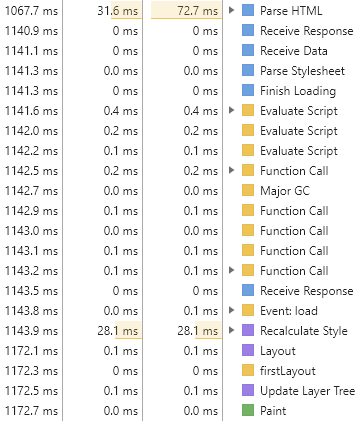 1067.7 ms 31.6 ms 72.7 ms Parse HTML
1140.9 ms 0 ms 0 ms Receive Response
1141.1 ms 0 ms 0 ms Receive Data
1141.3 ms 0.0 ms 0.0 ms Parse Stylesheet
1141.3 ms 0 ms 0 ms Finish Loading
1141.6 ms 0.4 ms 0.4 ms Evaluate Script
1142.0 ms 0.2 ms 0.2 ms Evaluate Script
1142.2 ms 0.1 ms 0.1 ms Evaluate Script
1142.5 ms 0.2 ms 0.2 ms Function Call
1142.7 ms 0.0 ms 0.0 ms Major GC
1142.9 ms 0.1 ms 0.1 ms Function Call
1143.0 ms 0.0 ms 0.0 ms Function Call
1143.1 ms 0.1 ms 0.1 ms Function Call
1143.2 ms 0.1 ms 0.1 ms Function Call
1143.5 ms 0 ms 0 ms Receive Response
1143.8 ms 0.0 ms 0.1 ms Event: load
1143.9 ms 28.1 ms 28.1 ms Recalculate Style
1172.1 ms 0.1 ms 0.1 ms Layout
1172.3 ms 0 ms 0 ms firstLayout
1172.5 ms 0.1 ms 0.1 ms Update Layer Tree
1172.7 ms 0.0 ms 0.0 ms Paint